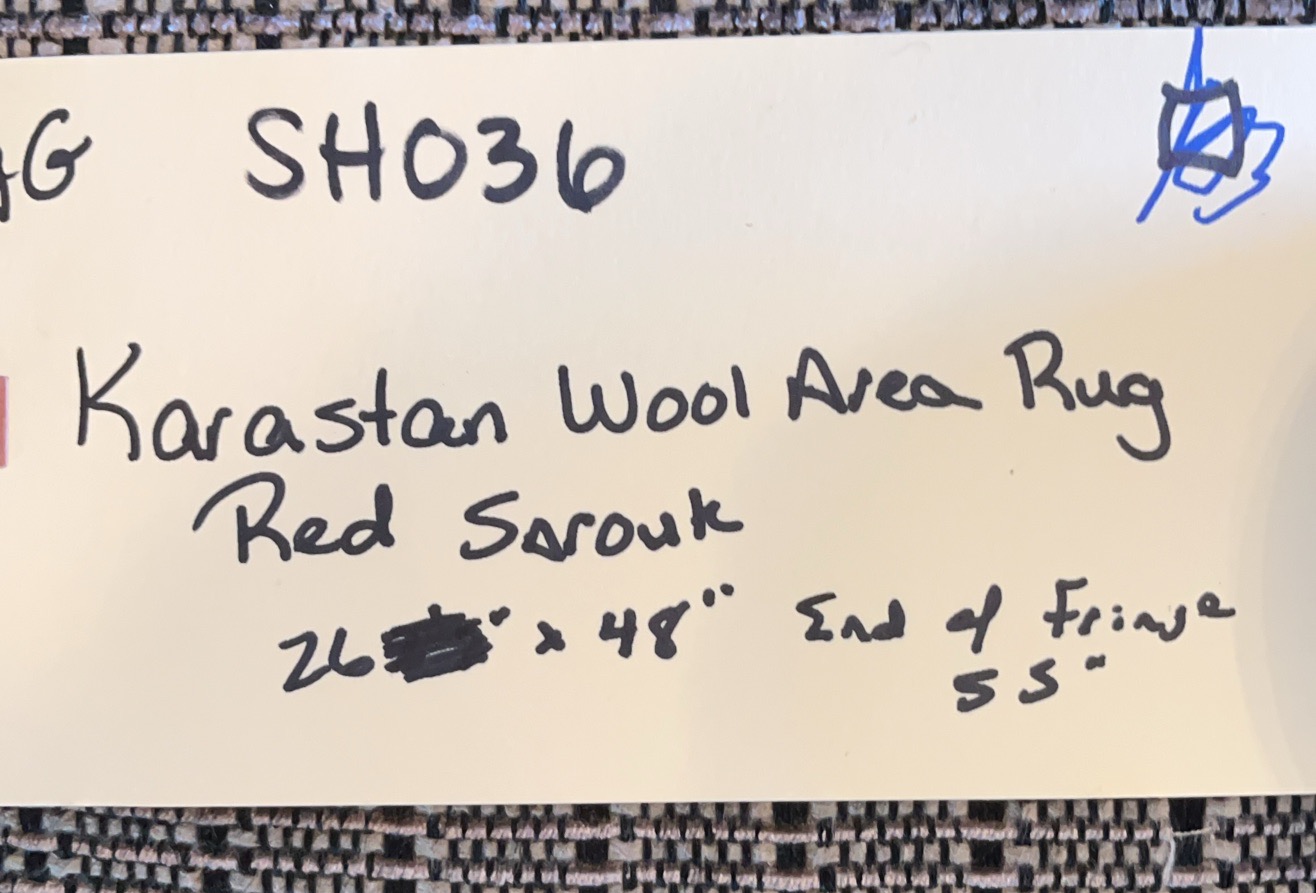 G SH036
Karastan Wool Area Rug
Red Sarouk
26" x 48" End of Fringe
55"